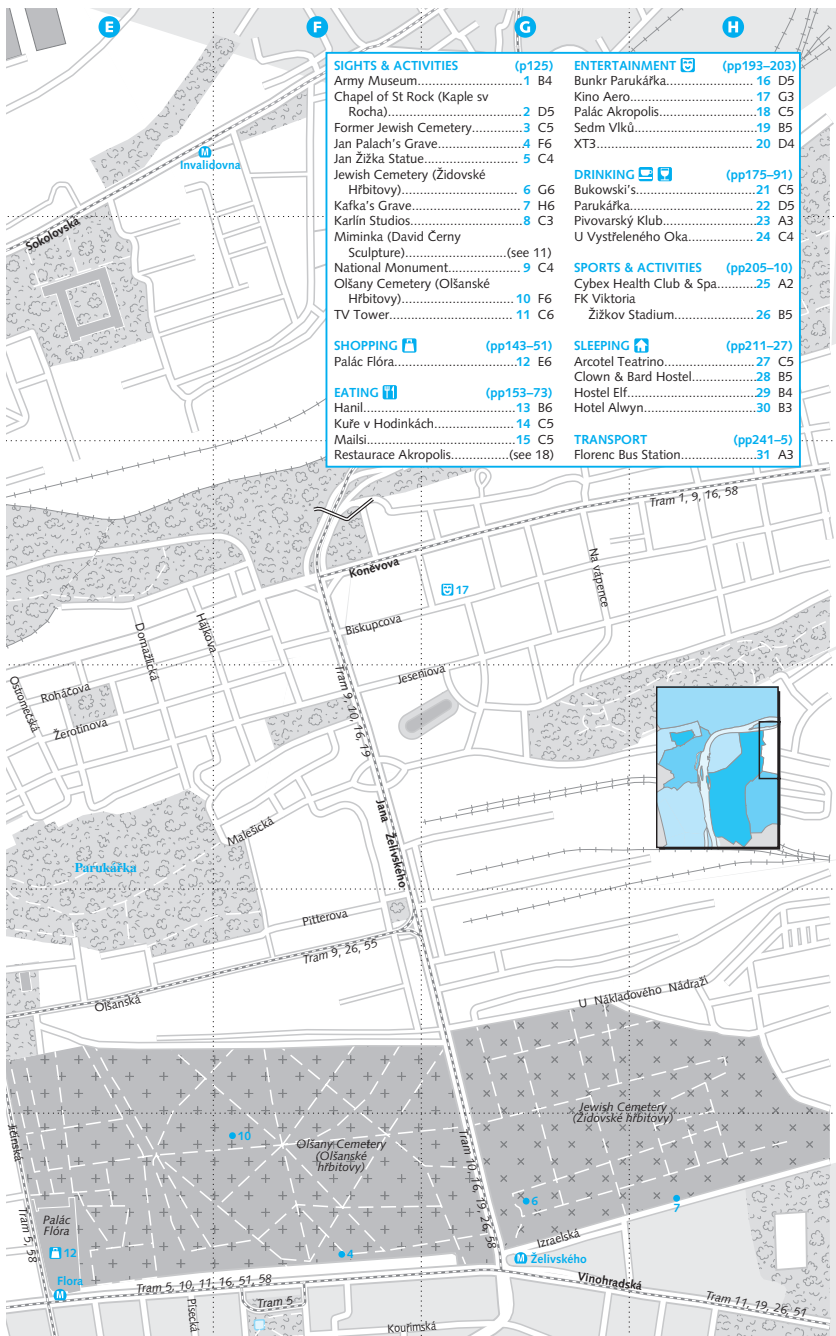 E
F
G
H
SIGHTS & ACTIVITIES (p125)
Army Museum..................................1 B4
Chapel of St Rock (Kaple sv
Rocha)..........................................2 D5
Former Jewish Cemetery.................3 C5
Jan Palach's Grave...........................4 F6
Jan Žižka Statue...............................5 C4
Jewish Cemetery (Židovské
Hřbitovy).......................................6 G6
Kafka's Grave...................................7 H6
Karlín Studios...................................8 C3
Miminka (David Černy
Sculpture)..........................(see 11)
National Monument.........................9 C4
Olšany Cemetery (Olšanské
Hřbitovy).....................................10 F6
TV Tower........................................11 C6
SHOPPING (pp143–51)
Palác Flóra.....................................12 E6
EATING (pp153–73)
Hanil...............................................13 B6
Kuře v Hodinkách..........................14 C5
Mailsi..............................................15 C5
Restaurace Akropolis...............(see 18)
ENTERTAINMENT (pp193–203)
Bunkr Parukářka............................16 D5
Kino Aero.......................................17 G3
Palác Akropolis..............................18 C5
Sedm Vlků......................................19 B5
XT3.................................................20 D4
DRINKING (pp175–91)
Bukowski's.....................................21 C5
Parukářka.......................................22 D5
Pivovarský Klub.............................23 A3
U Vystřeleného Oka......................24 C4
SPORTS & ACTIVITIES (pp205–10)
Cybex Health Club & Spa..............25 A2
FK Viktoria
Žižkov Stadium..........................26 B5
SLEEPING (pp211–27)
Arcotel Teatrino.............................27 C5
Clown & Bard Hostel.....................28 B5
Hostel Elf........................................29 B4
Hotel Alwyn...................................30 B3
TRANSPORT (pp241–5)
Florenc Bus Station........................31 A3
M
Invalidovna
Sokolovská
Tram 1, 9, 16, 58
Koněvova
17
Na vápence
Biskupcova
Hájkova
Domažlická
Jeseniova
Roháčova
Ostromečská
Žerotínova
Tram 9, 10, 16, 19
Jana Želivského
Malešická
Parukářka
Pitterova
Tram 9, 26, 55
Olšanská
U Nákladového Nádraží
Jewish Cemetery
(Židovské hřbitovy)
Jičínská
10
Olšany Cemetery
(Olšanské
hřbitovy)
Tram 10, 16, 19, 26, 58
6
7
Palác
Flóra
Tram 5, 58
12
4
Izraelská
M Želivského
Flora
M
Tram 5, 10, 11, 16, 51, 58
Vinohradská
Písecká
Tram 5
Tram 11, 19, 26, 51
Kouřimská